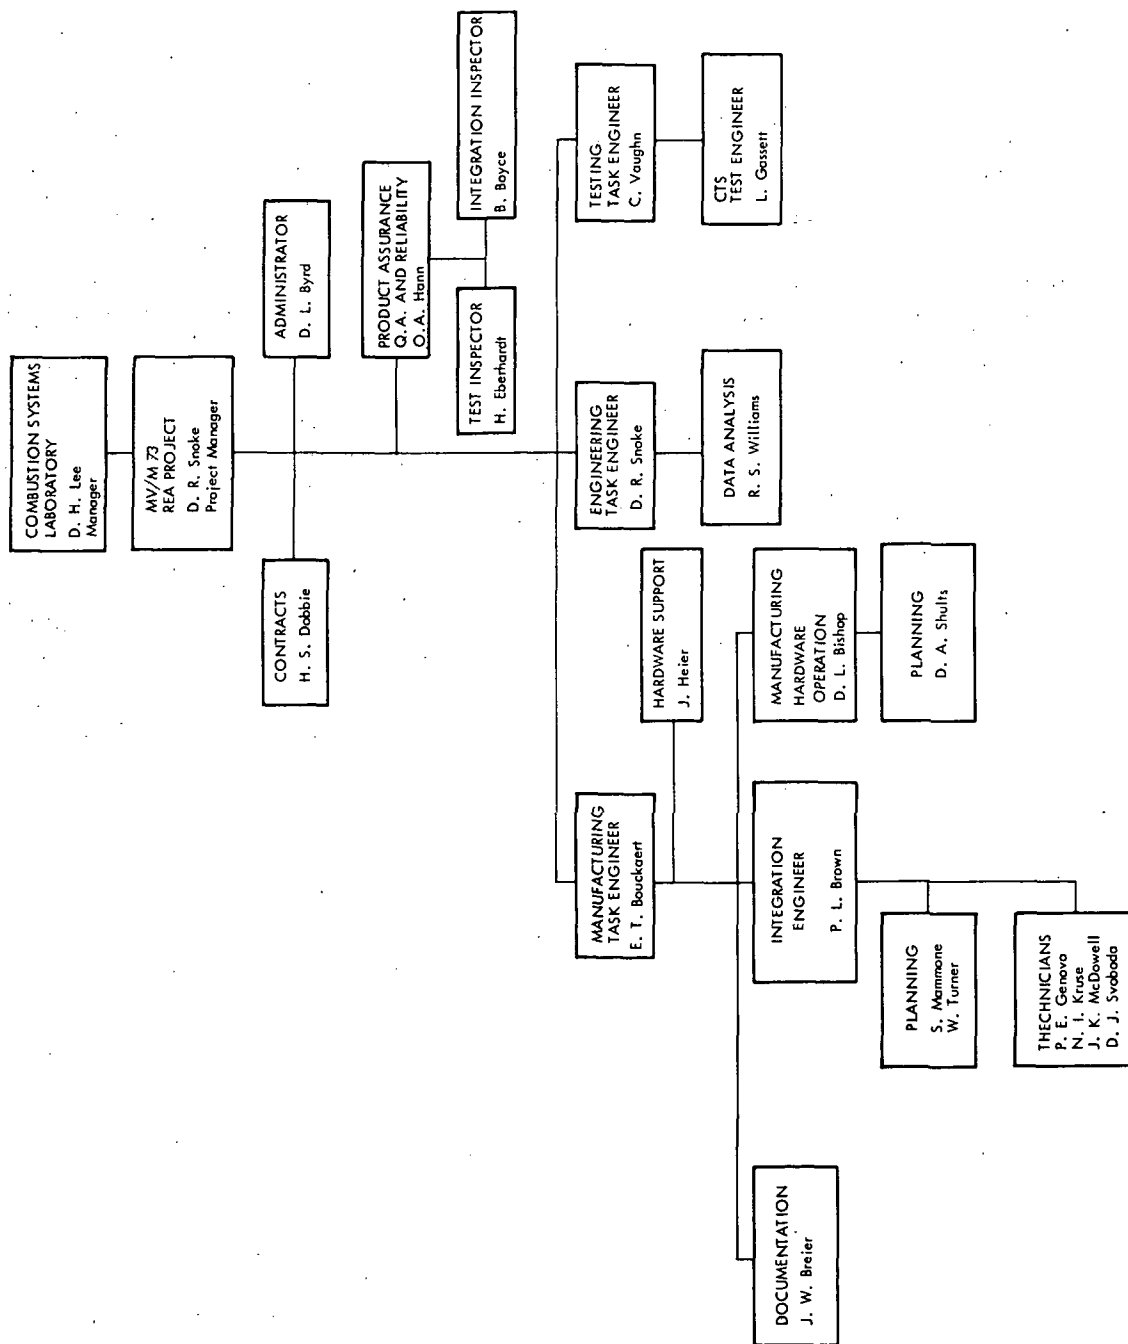 COMBUSTION SYSTEMS
LABORATORY
D. H. Lee
Manager
MV/M 73
REA PROJECT
D. R. Snoke
Project Manager
CONTRACTS
H. S. Dobbie
ADMINISTRATOR
D. L. Byrd
PRODUCT ASSURANCE
Q.A. AND RELIABILITY
O.A. Hann
TEST INSPECTOR
H. Eberhardt
INTEGRATION INSPECTOR
B. Boyce
MANUFACTURING
TASK ENGINEER
E. T. Bouckaert
ENGINEERING
TASK ENGINEER
D. R. Snoke
TESTING
TASK ENGINEER
C. Vaughn
HARDWARE SUPPORT
J. Heier
DATA ANALYSIS
R. S. Williams
CTS
TEST ENGINEER
L. Gassett
DOCUMENTATION
J. W. Breier
INTEGRATION
ENGINEER
P. L. Brown
MANUFACTURING
HARDWARE
OPERATION
D. L. Bishop
PLANNING
S. Mammone
W. Turner
PLANNING
D. A. Shults
THECHNICIANS
P. E. Genova
N. I. Kruse
J. K. McDowell
D. J. Svoboda